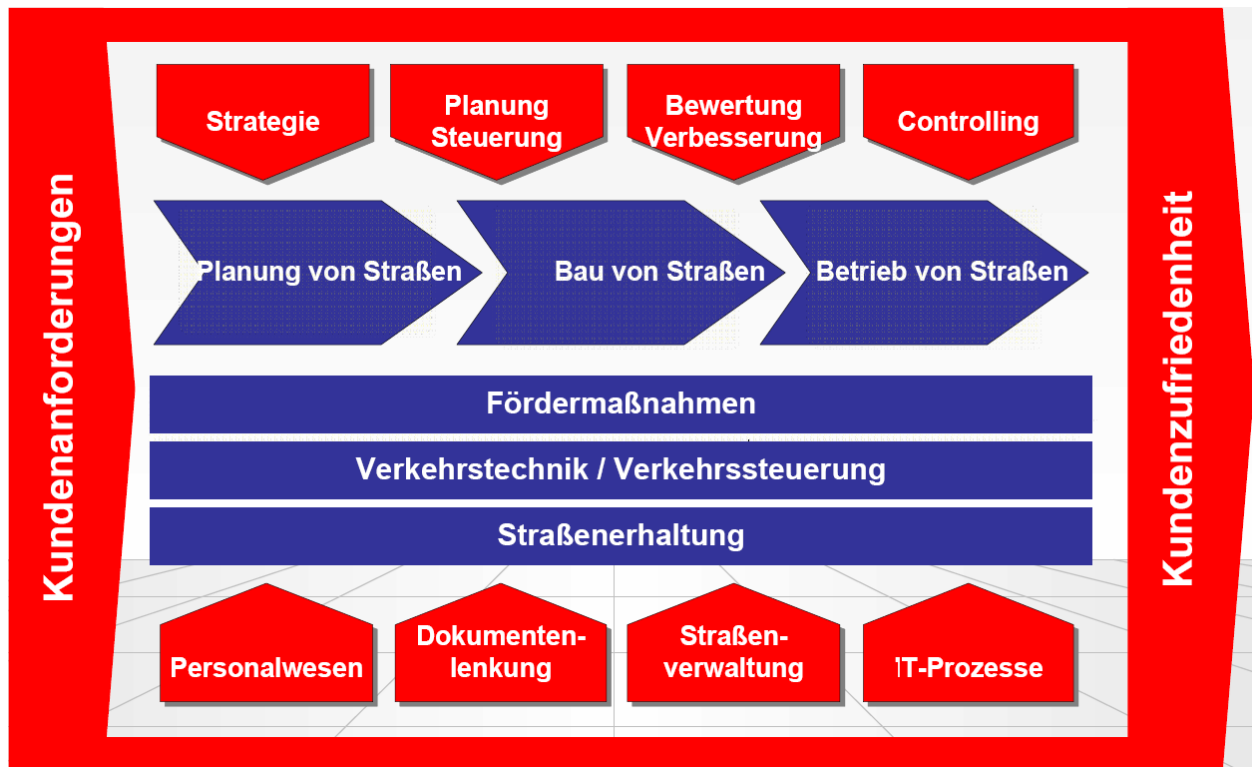 Kundenanforderungen
Strategie
Planung
Steuerung
Bewertung
Verbesserung
Controlling
Planung von Straßen
Bau von Straßen
Betrieb von Straßen
Fördermaßnahmen
Verkehrstechnik / Verkehrssteuerung
Straßenerhaltung
Personalwesen
Dokumenten-
lenkung
Straßen-
verwaltung
IT-Prozesse
Kundenzufriedenheit